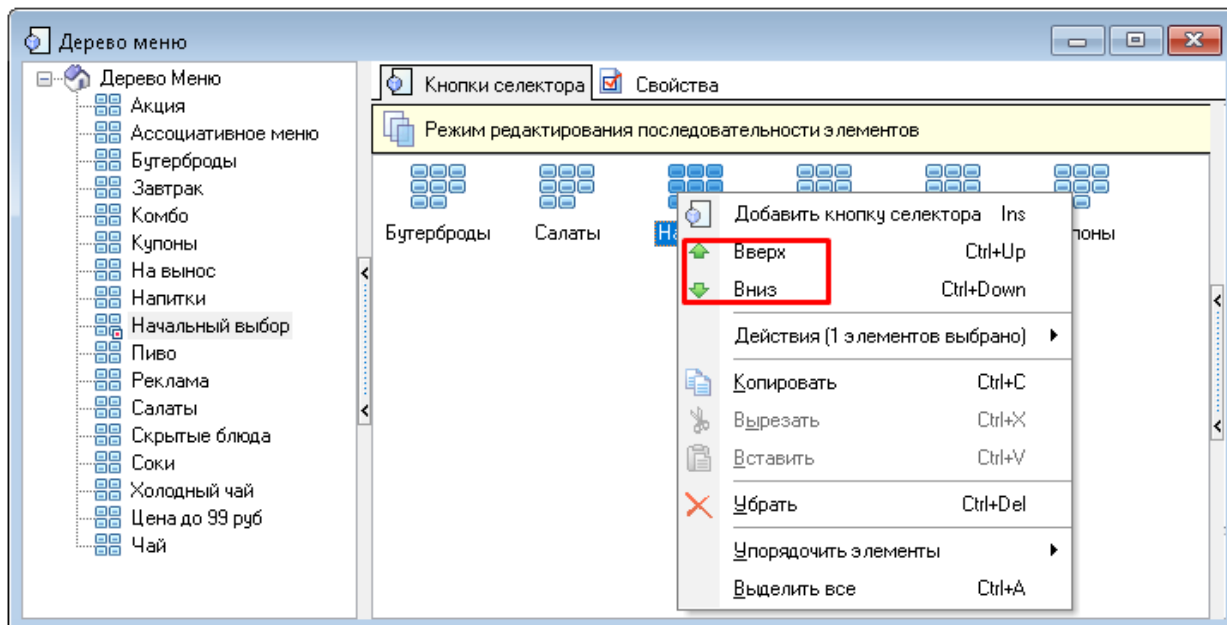 Дерево меню
Дерево Меню
Акция
Ассоциативное меню
Бутерброды
Завтрак
Комбо
Купоны
На вынос
Напитки
Начальный выбор
Пиво
Реклама
Салаты
Скрытые блюда
Соки
Холодный чай
Цена до 99 руб
Чай
Кнопки селектора Свойства
Режим редактирования последовательности элементов
Бутерброды Салаты
Добавить кнопку селектора Ins
Вверх Ctrl+Up
Вниз Ctrl+Down
Действия (1 элементов выбрано)
Копировать Ctrl+C
Вырезать Ctrl+X
Вставить Ctrl+V
Убрать Ctrl+Del
Упорядочить элементы
Выделить все Ctrl+A